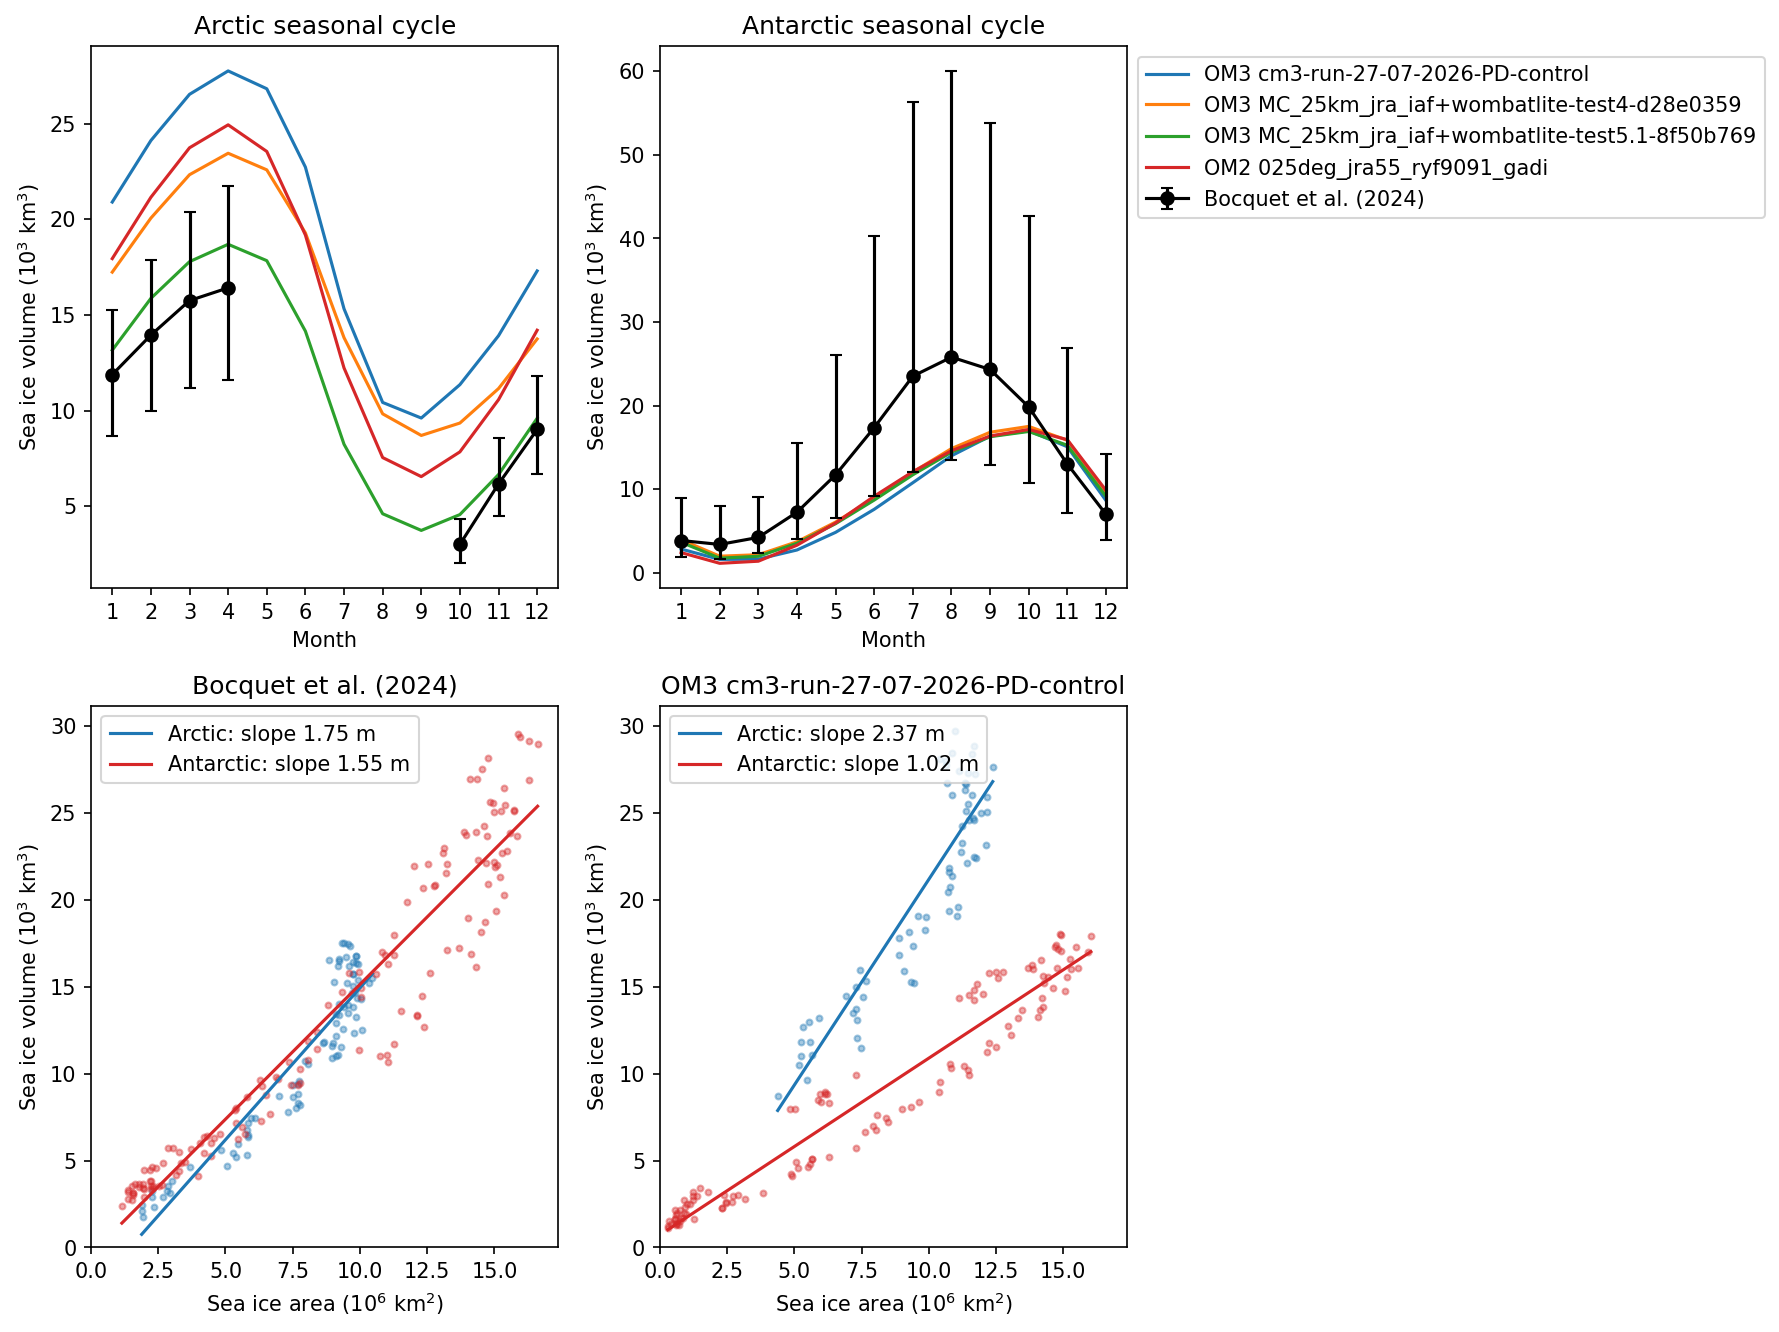 Arctic seasonal cycle
Sea ice volume (10³ km³)
25
20
15
10
5
1 2 3 4 5 6 7 8 9 10 11 12
Month
Antarctic seasonal cycle
Sea ice volume (10³ km³)
60
50
40
30
20
10
0
1 2 3 4 5 6 7 8 9 10 11 12
Month
OM3 cm3-run-27-07-2026-PD-control
OM3 MC_25km_jra_iaf+wombatlite-test4-d28e0359
OM3 MC_25km_jra_iaf+wombatlite-test5.1-8f50b769
OM2 025deg_jra55_ryf9091_gadi
Bocquet et al. (2024)
Bocquet et al. (2024)
Arctic: slope 1.75 m
Antarctic: slope 1.55 m
Sea ice volume (10³ km³)
30
25
20
15
10
5
0
0.0 2.5 5.0 7.5 10.0 12.5 15.0
Sea ice area (10⁶ km²)
OM3 cm3-run-27-07-2026-PD-control
Arctic: slope 2.37 m
Antarctic: slope 1.02 m
Sea ice volume (10³ km³)
30
25
20
15
10
5
0
0.0 2.5 5.0 7.5 10.0 12.5 15.0
Sea ice area (10⁶ km²)